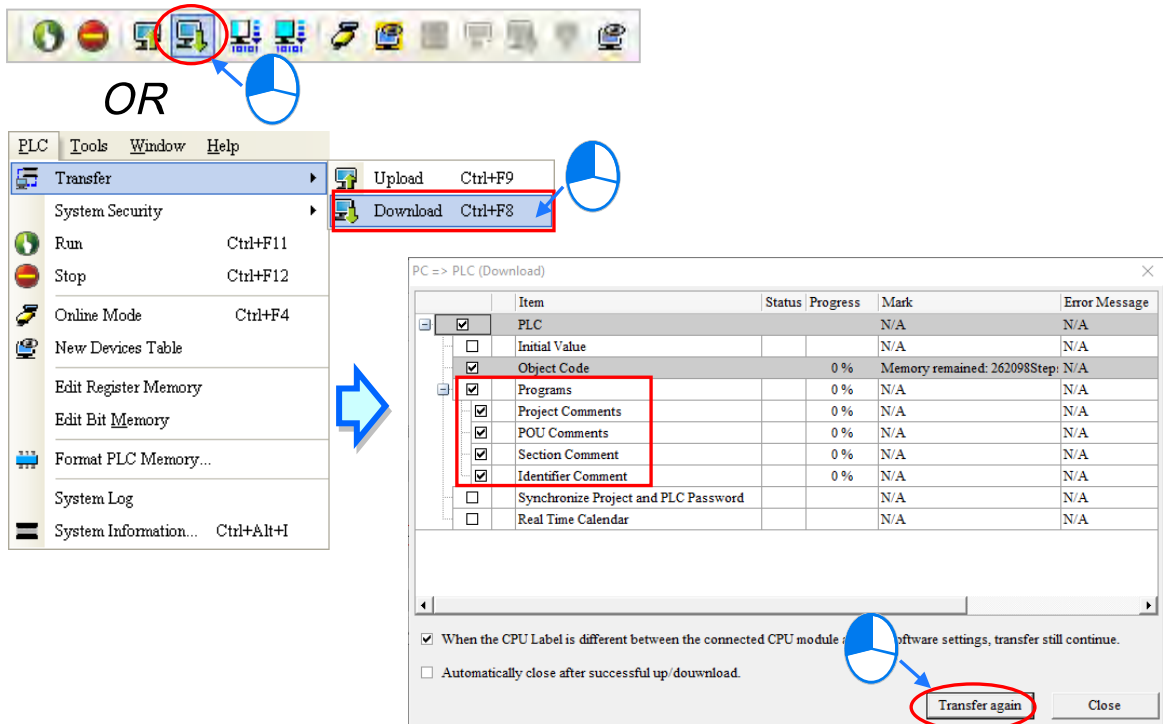 IOIOI IOIOI
OR
PLC Tools Window Help
Transfer
System Security
Run Ctrl+F11
Stop Ctrl+F12
Online Mode Ctrl+F4
New Devices Table
Edit Register Memory
Edit Bit Memory
Format PLC Memory...
System Log
System Information... Ctrl+Alt+I
Upload Ctrl+F9
Download Ctrl+F8
PC => PLC (Download)
Item Status Progress Mark Error Message
PLC N/A N/A
Initial Value N/A N/A
Object Code 0 % Memory remained: 262098Step: N/A
Programs 0 % N/A N/A
Project Comments 0 % N/A N/A
POU Comments 0 % N/A N/A
Section Comment 0 % N/A N/A
Identifier Comment 0 % N/A N/A
Synchronize Project and PLC Password N/A N/A
Real Time Calendar N/A N/A
When the CPU Label is different between the connected CPU module oftware settings, transfer still continue.
Automatically close after successful up/douwnload.
Transfer again Close